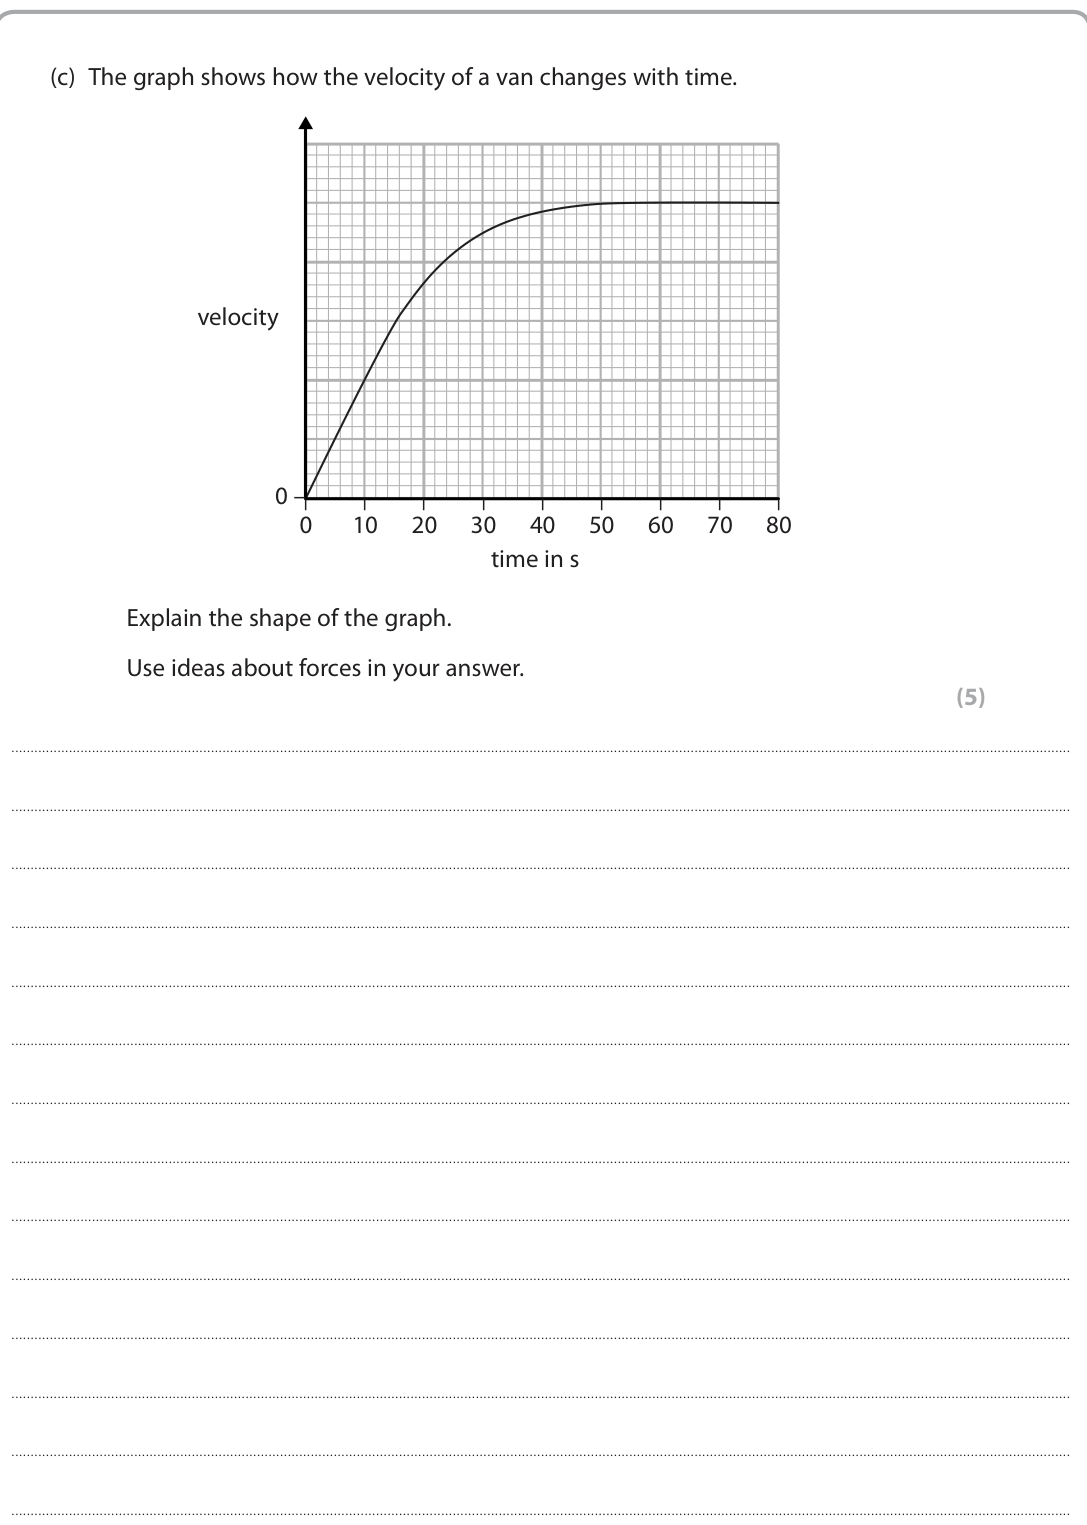 (c) The graph shows how the velocity of a van changes with time.
velocity
0
0 10 20 30 40 50 60 70 80
time in s
Explain the shape of the graph.
Use ideas about forces in your answer.
(5)